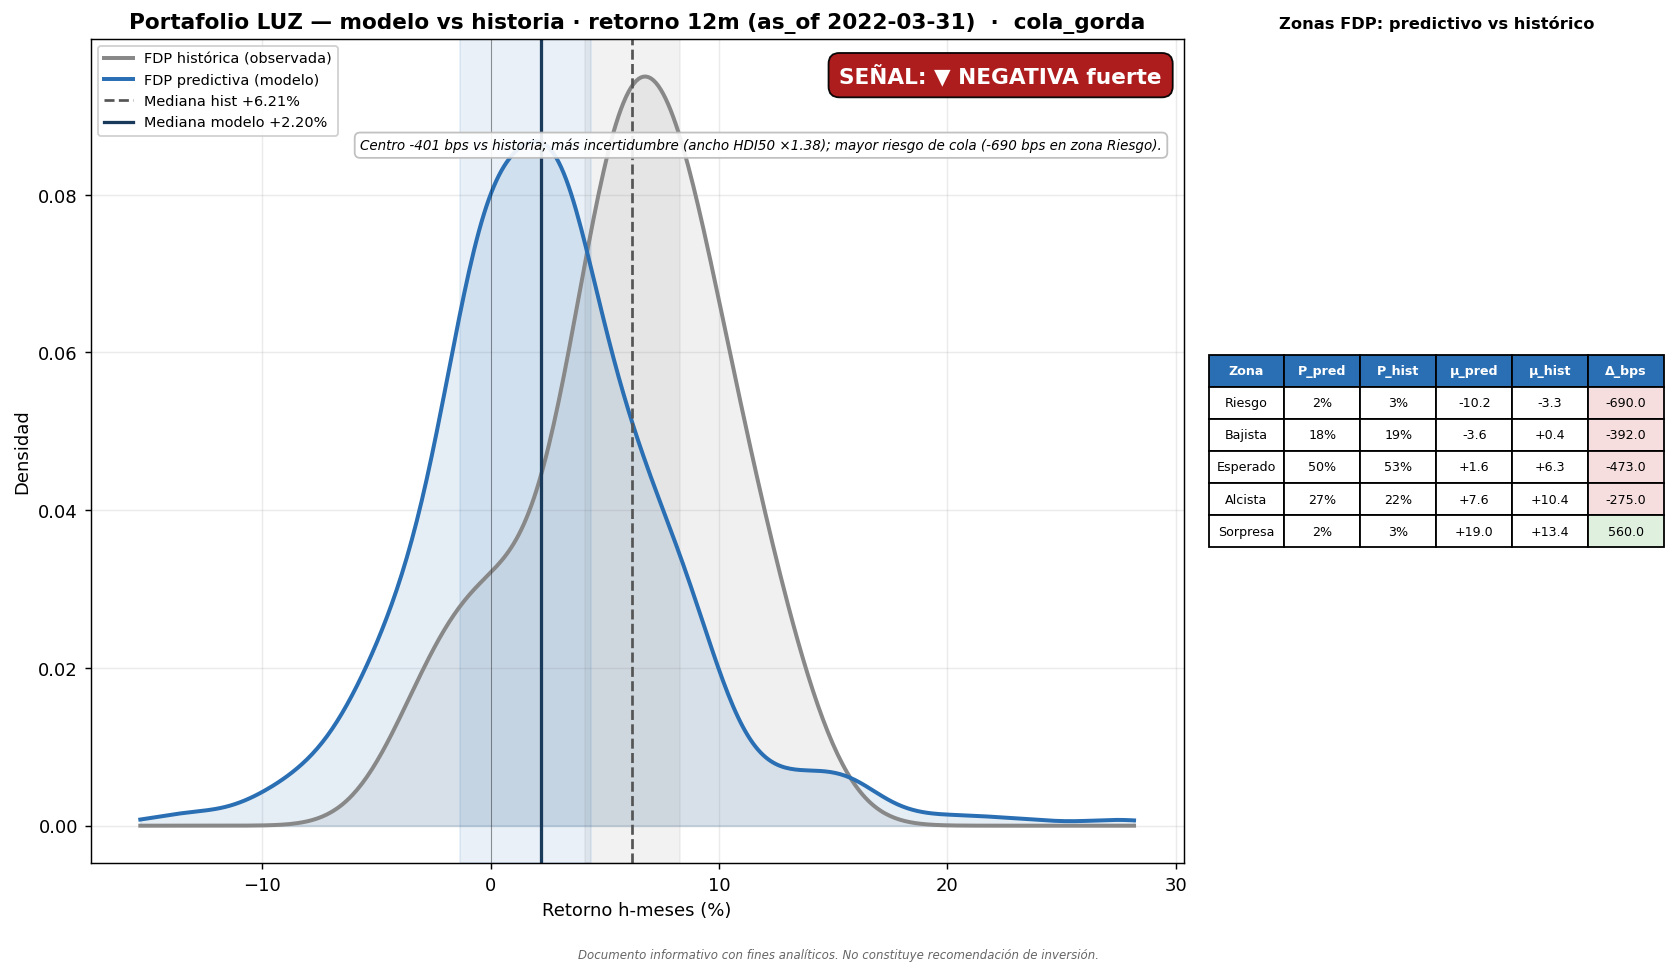 Portafolio LUZ — modelo vs historia · retorno 12m (as_of 2022-03-31)  ·  cola_gorda
Zonas FDP: predictivo vs histórico
FDP histórica (observada)
FDP predictiva (modelo)
Mediana hist +6.21%
Mediana modelo +2.20%
SEÑAL: ▼ NEGATIVA fuerte
Centro -401 bps vs historia; más incertidumbre (ancho HDI50 ×1.38); mayor riesgo de cola (-690 bps en zona Riesgo).
0.08
0.06
0.04
0.02
0.00
Densidad
−10 0 10 20 30
Retorno h-meses (%)
Zona P_pred P_hist μ_pred μ_hist Δ_bps
Riesgo 2% 3% -10.2 -3.3 -690.0
Bajista 18% 19% -3.6 +0.4 -392.0
Esperado 50% 53% +1.6 +6.3 -473.0
Alcista 27% 22% +7.6 +10.4 -275.0
Sorpresa 2% 3% +19.0 +13.4 560.0
Documento informativo con fines analíticos. No constituye recomendación de inversión.